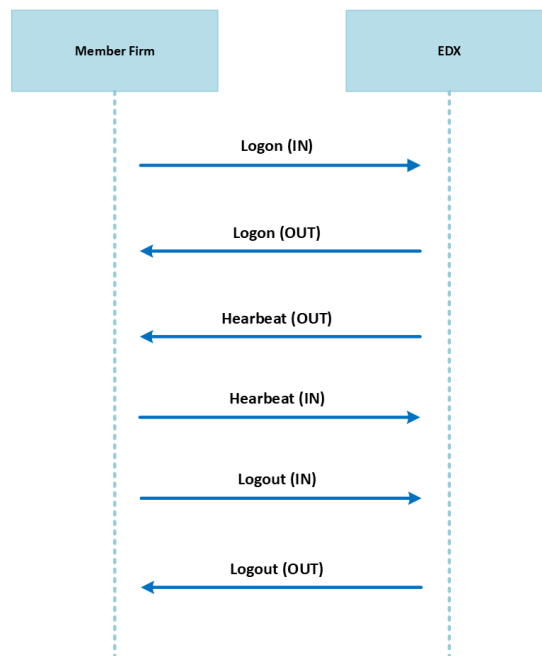 Member Firm
EDX
Logon (IN)
Logon (OUT)
Hearbeat (OUT)
Hearbeat (IN)
Logout (IN)
Logout (OUT)